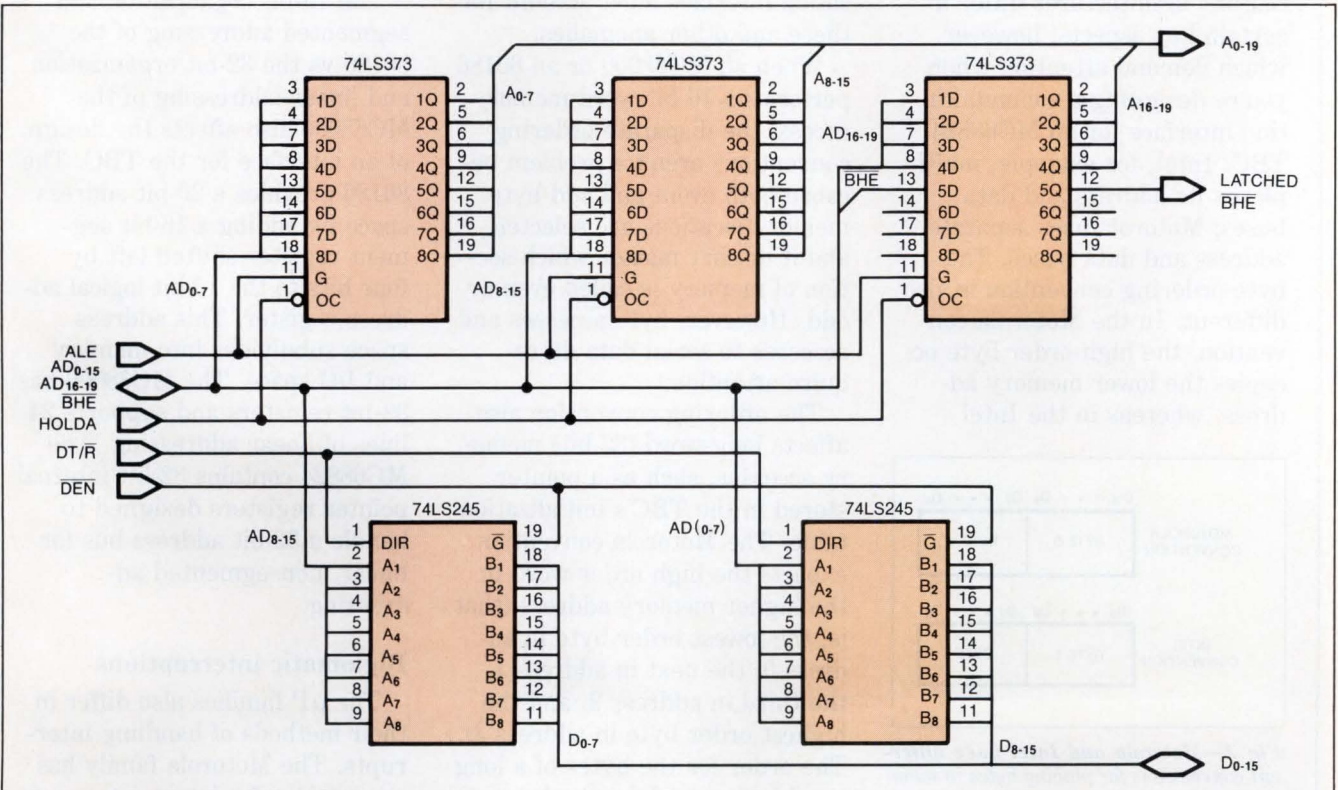 74LS373
3 1D 1Q 2
4 2D 2Q 5
7 3D 3Q 6
8 4D 4Q 9
13 5D 5Q 12
14 6D 6Q 15
17 7D 7Q 16
18 8D 8Q 19
11 G
1 OC
A0-7
AD0-7
74LS373
3 1D 1Q 2
4 2D 2Q 5
7 3D 3Q 6
8 4D 4Q 9
13 5D 5Q 12
14 6D 6Q 15
17 7D 7Q 16
18 8D 8Q 19
11 G
1 OC
A8-15
AD8-15
AD16-19
BHE
74LS373
3 1D 1Q 2
4 2D 2Q 5
7 3D 3Q 6
8 4D 4Q 9
13 5D 5Q 12
14 6D 6Q 15
17 7D 7Q 16
18 8D 8Q 19
11 G
1 OC
A16-19
A0-19
LATCHED
BHE
ALE
AD0-15
AD16-19
BHE
HOLDA
DT/R
DEN
AD8-15
74LS245
1 DIR G 19
2 A1 B1 18
3 A2 B2 17
4 A3 B3 16
5 A4 B4 15
6 A5 B5 14
7 A6 B6 13
8 A7 B7 12
9 A8 B8 11
D0-7
AD(0-7)
74LS245
1 DIR G 19
2 A1 B1 18
3 A2 B2 17
4 A3 B3 16
5 A4 B4 15
6 A5 B5 14
7 A6 B6 13
8 A7 B7 12
9 A8 B8 11
D8-15
D0-15